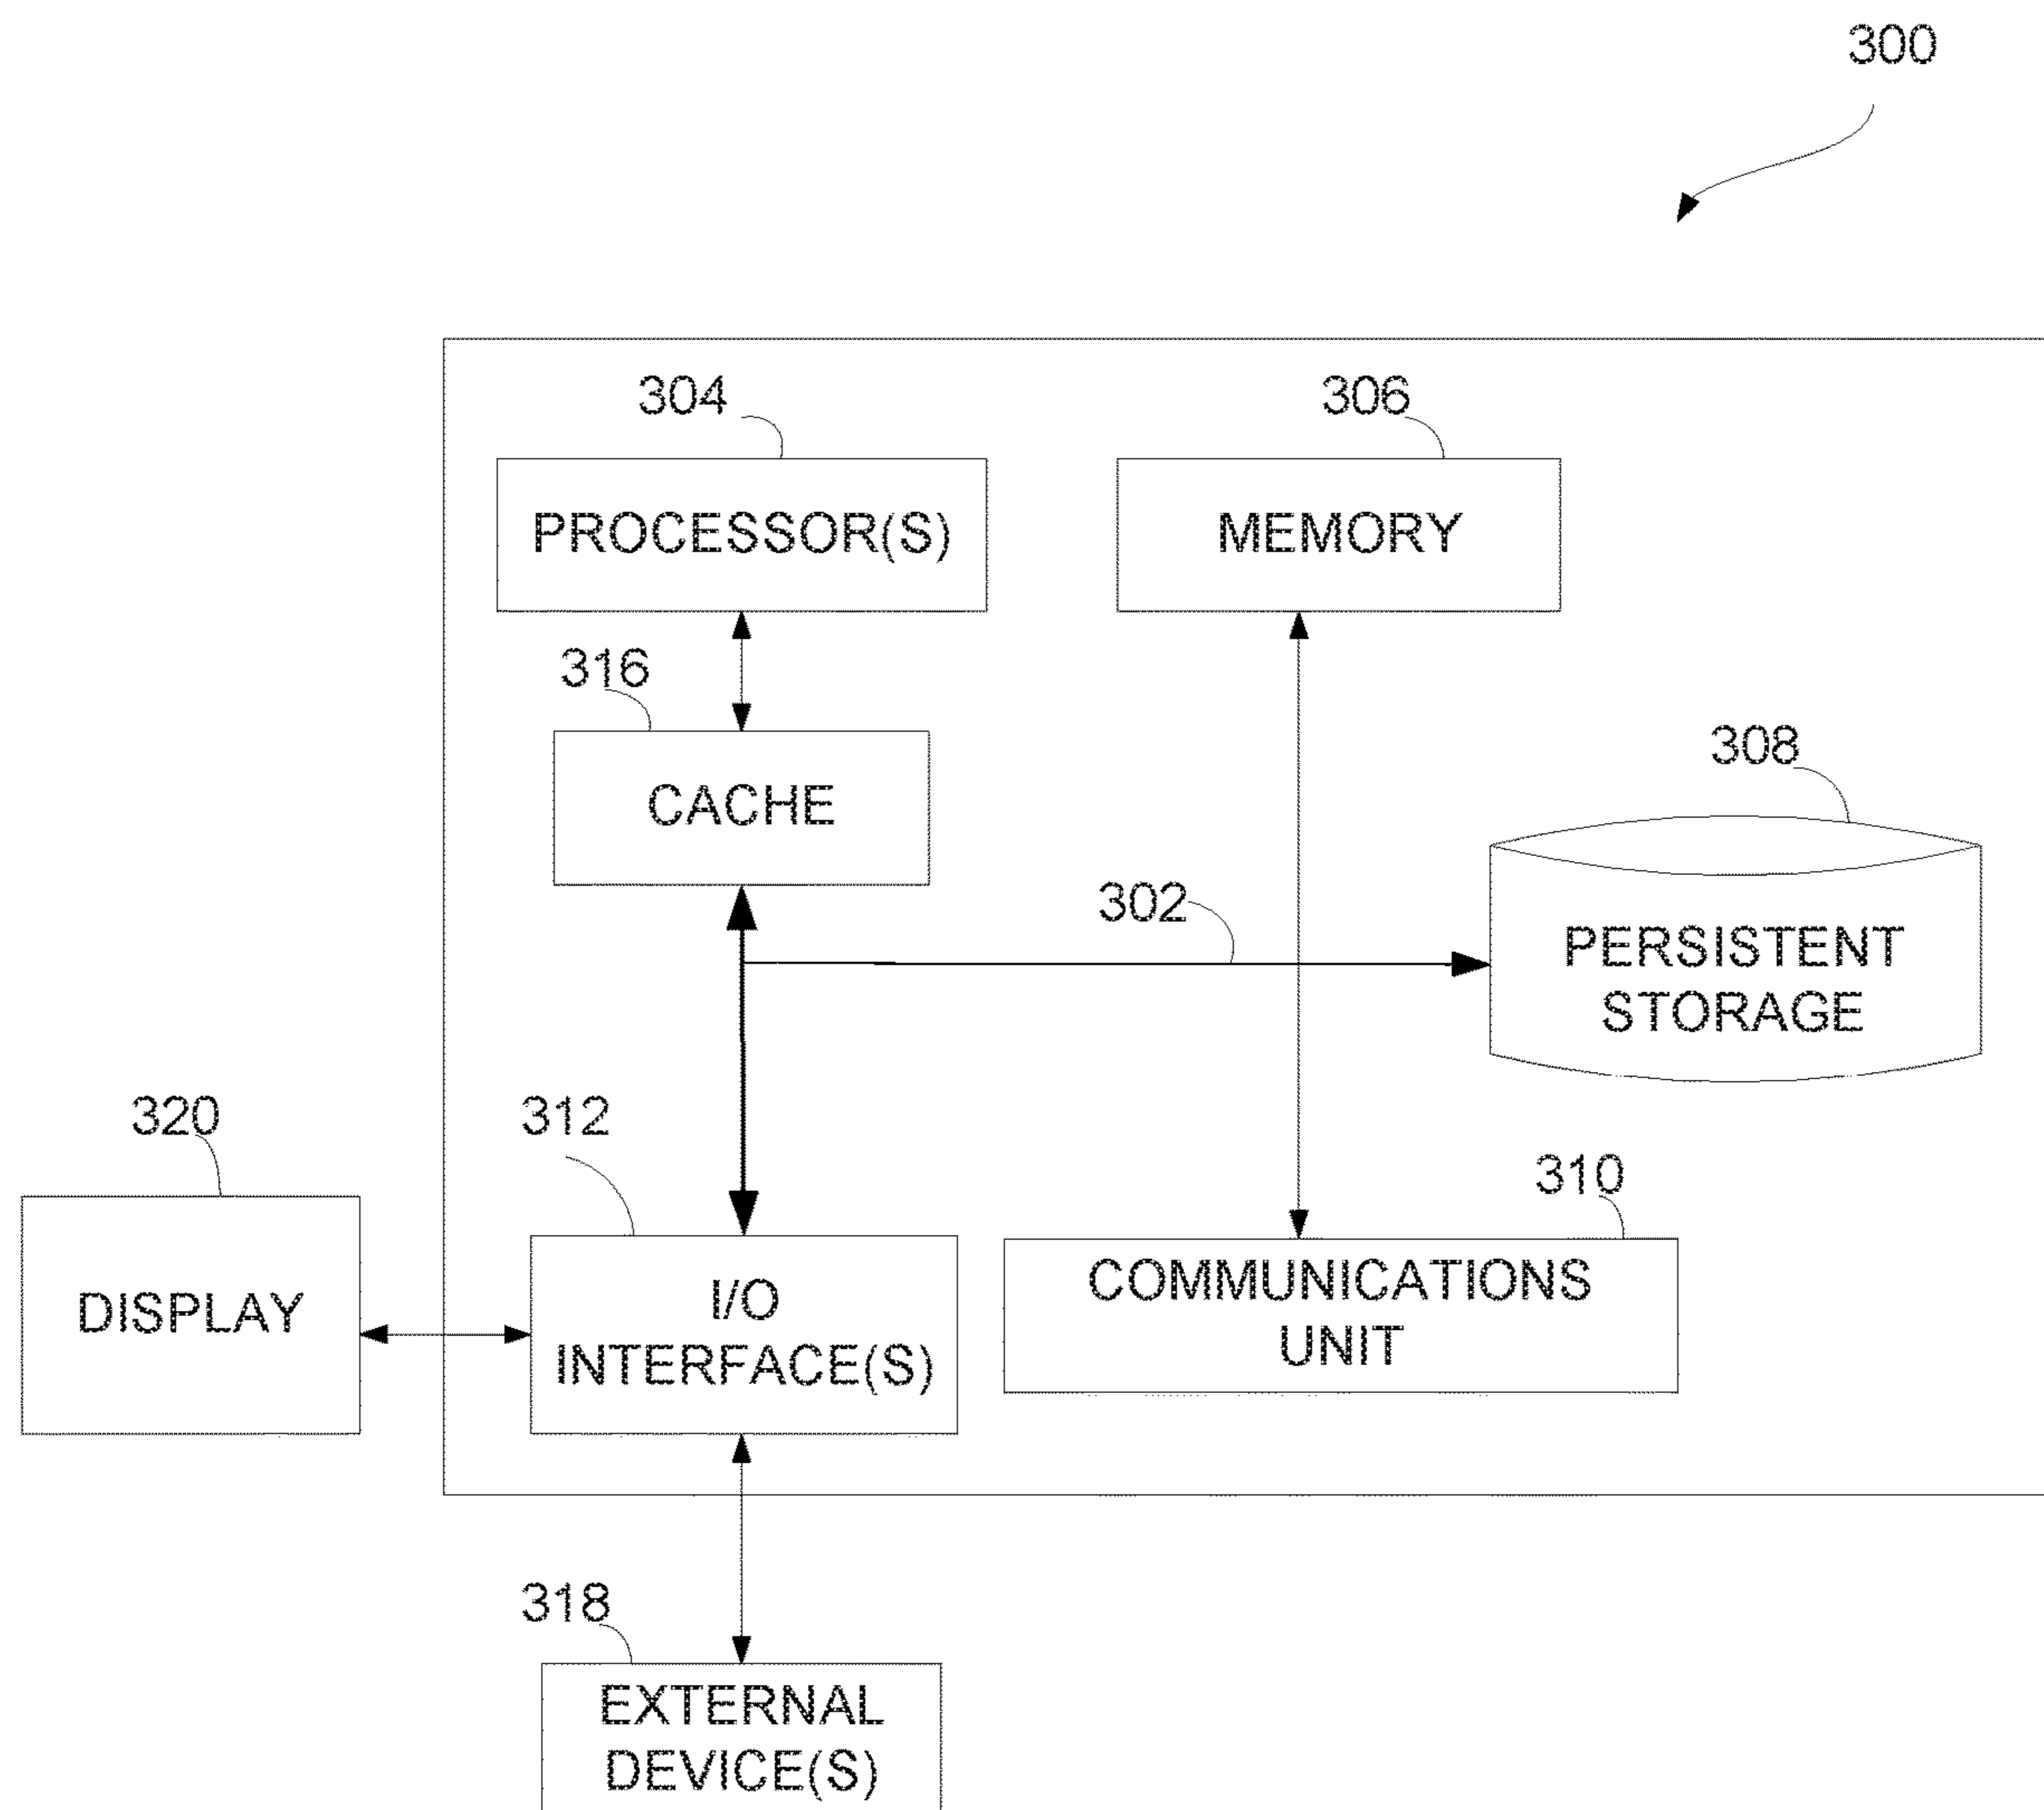 300
304
306
PROCESSOR(S)
MEMORY
316
CACHE
308
302
PERSISTENT
STORAGE
320
312
310
DISPLAY
I/O
INTERFACE(S)
COMMUNICATIONS
UNIT
318
EXTERNAL
DEVICE(S)